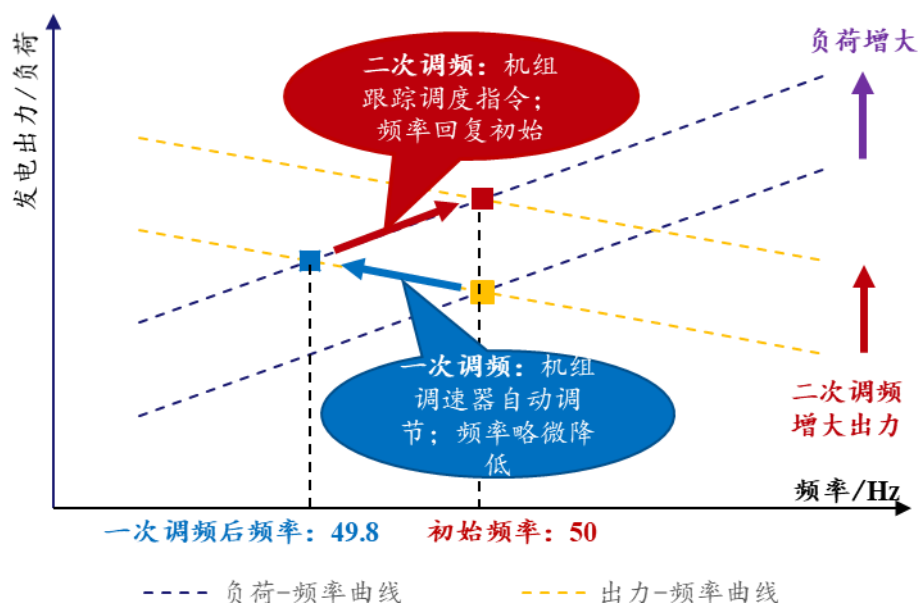 发电出力/负荷
负荷增大
二次调频：机组
跟踪调度指令；
频率回复初始
一次调频：机组
调速器自动调
节；频率略微降
低
二次调频
增大出力
频率/Hz
一次调频后频率：49.8
初始频率：50
负荷-频率曲线
出力-频率曲线